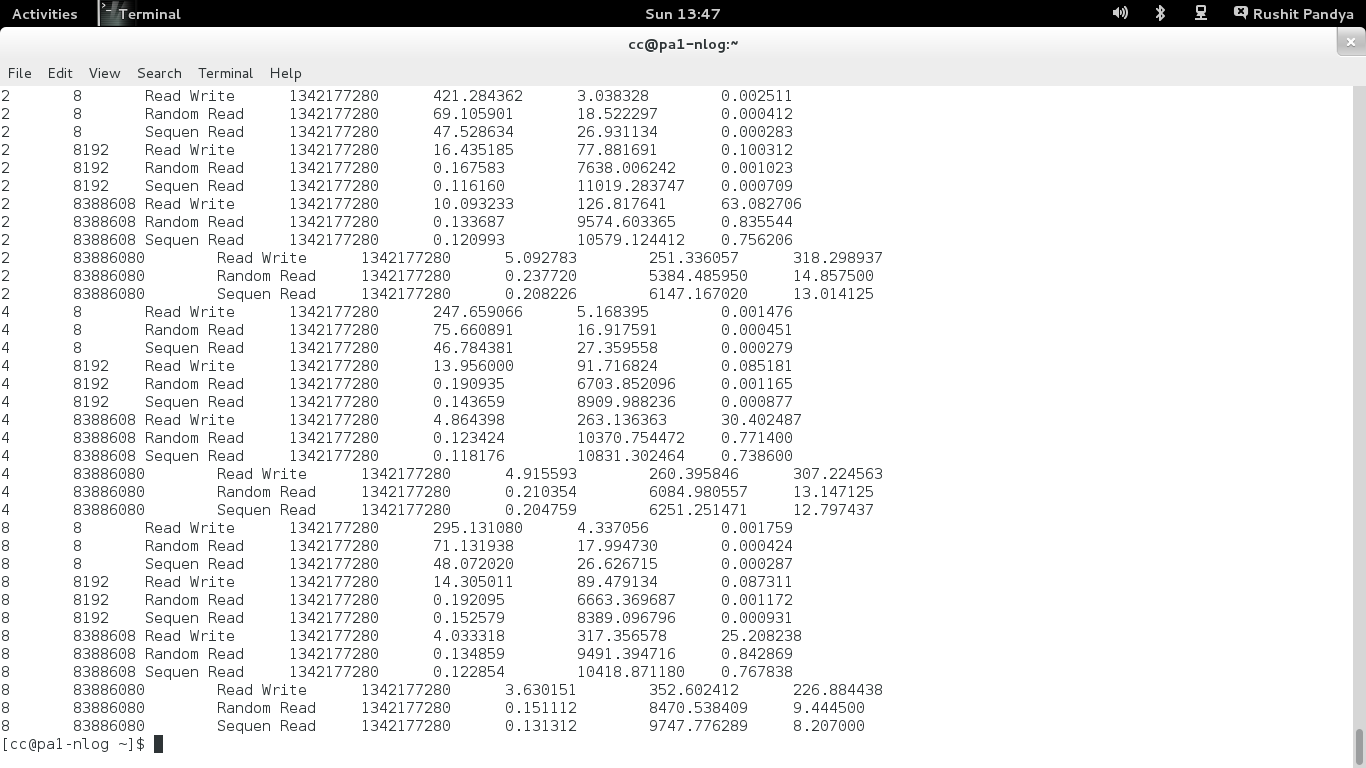 Activities Terminal Sun 13:47 Rushit Pandya
cc@pa1-nlog:~
File Edit View Search Terminal Help
2 8 Read Write 1342177280 421.284362 3.038328 0.002511
2 8 Random Read 1342177280 69.105901 18.522297 0.000412
2 8 Sequen Read 1342177280 47.528634 26.931134 0.000283
2 8192 Read Write 1342177280 16.435185 77.881691 0.100312
2 8192 Random Read 1342177280 0.167583 7638.006242 0.001023
2 8192 Sequen Read 1342177280 0.116160 11019.283747 0.000709
2 8388608 Read Write 1342177280 10.093233 126.817641 63.082706
2 8388608 Random Read 1342177280 0.133687 9574.603365 0.835544
2 8388608 Sequen Read 1342177280 0.120993 10579.124412 0.756206
2 83886080 Read Write 1342177280 5.092783 251.336057 318.298937
2 83886080 Random Read 1342177280 0.237720 5384.485950 14.857500
2 83886080 Sequen Read 1342177280 0.208226 6147.167020 13.014125
4 8 Read Write 1342177280 247.659066 5.168395 0.001476
4 8 Random Read 1342177280 75.660891 16.917591 0.000451
4 8 Sequen Read 1342177280 46.784381 27.359558 0.000279
4 8192 Read Write 1342177280 13.956000 91.716824 0.085181
4 8192 Random Read 1342177280 0.190935 6703.852096 0.001165
4 8192 Sequen Read 1342177280 0.143659 8909.988236 0.000877
4 8388608 Read Write 1342177280 4.864398 263.136363 30.402487
4 8388608 Random Read 1342177280 0.123424 10370.754472 0.771400
4 8388608 Sequen Read 1342177280 0.118176 10831.302464 0.738600
4 83886080 Read Write 1342177280 4.915593 260.395846 307.224563
4 83886080 Random Read 1342177280 0.210354 6084.980557 13.147125
4 83886080 Sequen Read 1342177280 0.204759 6251.251471 12.797437
8 8 Read Write 1342177280 295.131080 4.337056 0.001759
8 8 Random Read 1342177280 71.131938 17.994730 0.000424
8 8 Sequen Read 1342177280 48.072020 26.626715 0.000287
8 8192 Read Write 1342177280 14.305011 89.479134 0.087311
8 8192 Random Read 1342177280 0.192095 6663.369687 0.001172
8 8192 Sequen Read 1342177280 0.152579 8389.096796 0.000931
8 8388608 Read Write 1342177280 4.033318 317.356578 25.208238
8 8388608 Random Read 1342177280 0.134859 9491.394716 0.842869
8 8388608 Sequen Read 1342177280 0.122854 10418.871180 0.767838
8 83886080 Read Write 1342177280 3.630151 352.602412 226.884438
8 83886080 Random Read 1342177280 0.151112 8470.538409 9.444500
8 83886080 Sequen Read 1342177280 0.131312 9747.776289 8.207000
[cc@pa1-nlog ~]$